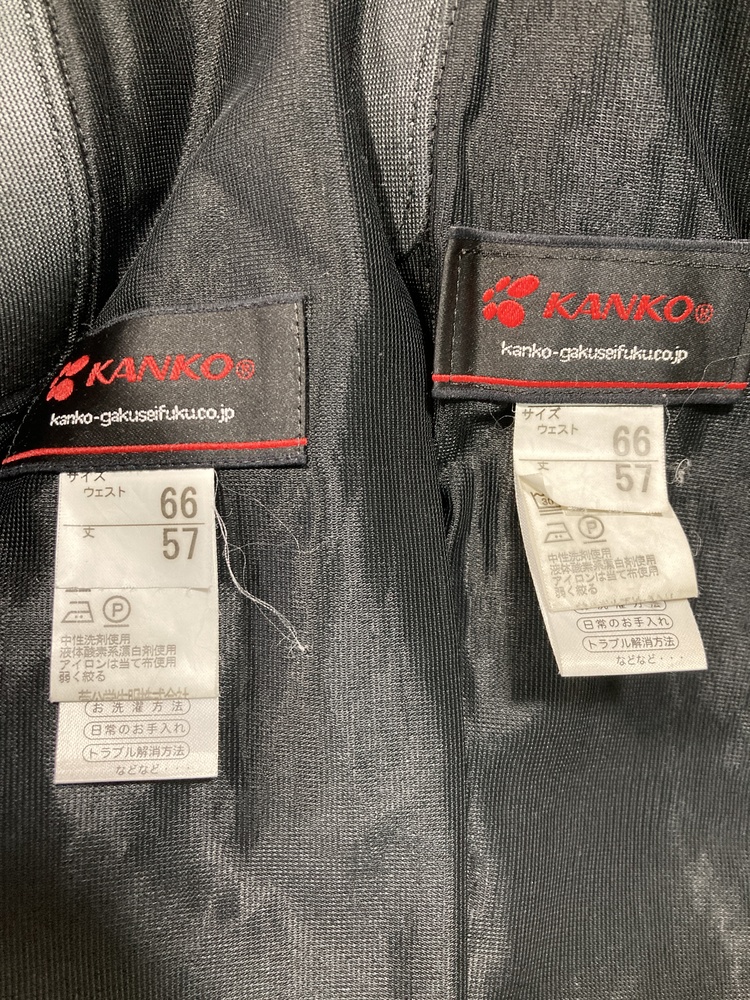 KANKO®
kanko-gakuseifuku.co.jp
サイズ
ウェスト 66
丈 57
P
中性洗剤使用
液体酸素系漂白剤使用
アイロンは当て布使用
弱く絞る
お洗濯方法
日常のお手入れ
トラブル解消方法
などなど・・・
KANKO®
kanko-gakuseifuku.co.jp
サイズ
ウェスト 66
丈 57
P
中性洗剤使用
液体酸素系漂白剤使用
アイロンは当て布使用
弱く絞る
日常のお手入れ
トラブル解消方法
などなど・・・